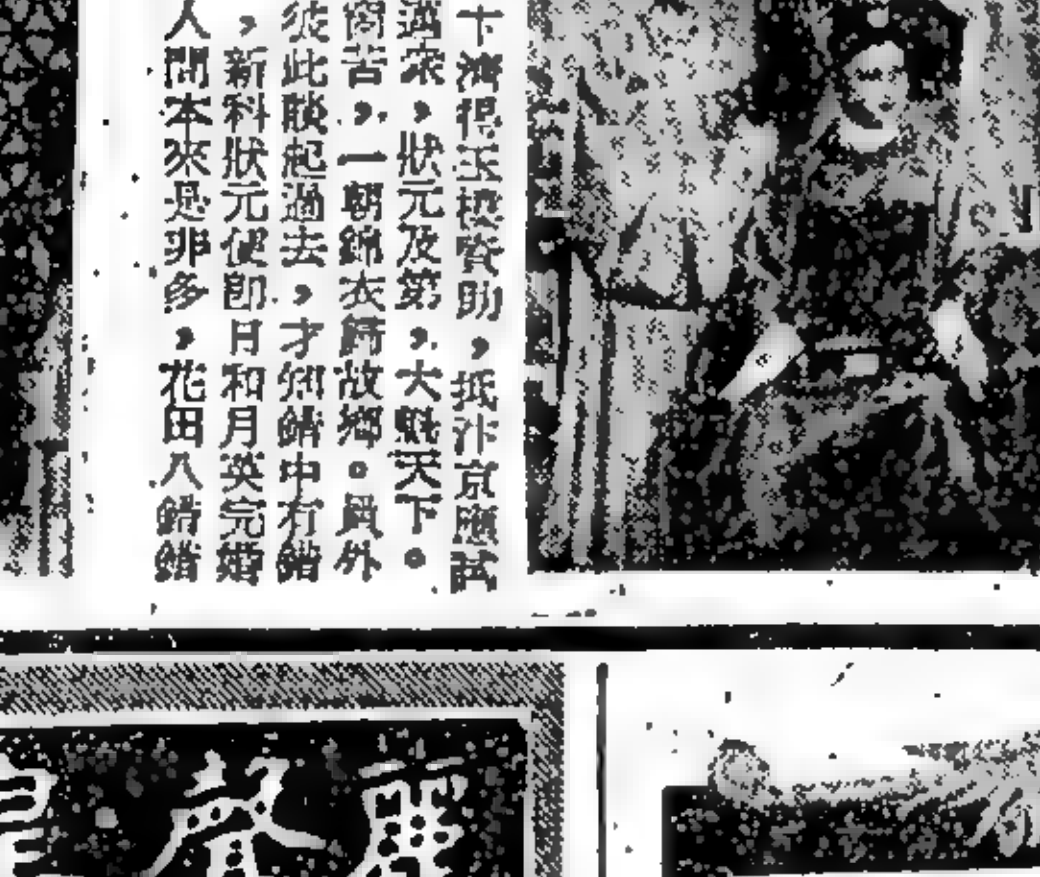 卞濟得玉樓資助，抵汴京應試
，狀元及第，大魁天下。
窗苦，一朝錦衣歸故鄉。員外
彼此談起過去，才知錯中有錯
，新科狀元便即日和月英完婚
人間本來是非多，花田八錯錯